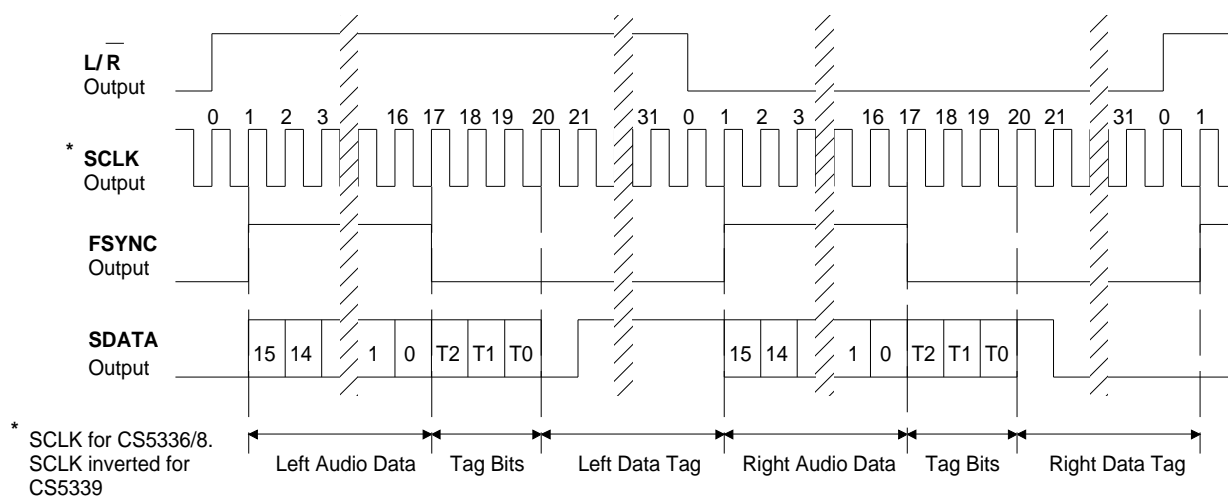 L/ R
Output
0 1 2 3 16 17 18 19 20 21 31 0 1 2 3 16 17 18 19 20 21 31 0 1
* SCLK
Output
FSYNC
Output
SDATA
Output
15 14 1 0 T2 T1 T0 15 14 1 0 T2 T1 T0
Left Audio Data Tag Bits Left Data Tag Right Audio Data Tag Bits Right Data Tag
* SCLK for CS5336/8.
SCLK inverted for
CS5339